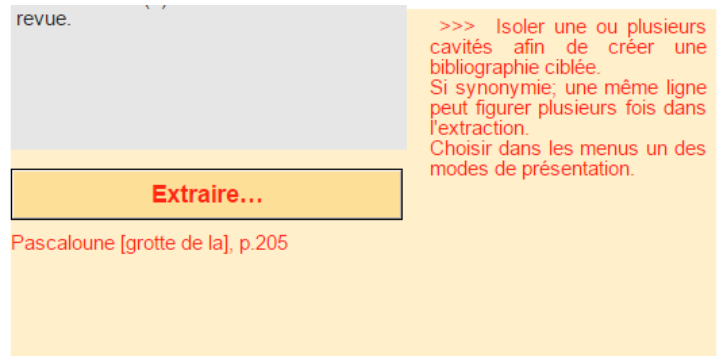 revue.
>>> Isoler une ou plusieurs
cavités afin de créer une
bibliographie ciblée.
Si synonymie; une même ligne
peut figurer plusieurs fois dans
l'extraction.
Choisir dans les menus un des
modes de présentation.
Extraire…
Pascaloune [grotte de la], p.205